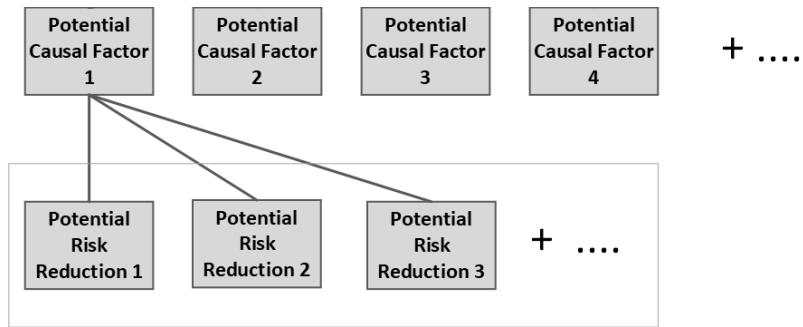 Potential
Causal Factor
1
Potential
Causal Factor
2
Potential
Causal Factor
3
Potential
Causal Factor
4
+ ....
Potential
Risk
Reduction 1
Potential
Risk
Reduction 2
Potential
Risk
Reduction 3
+ ....